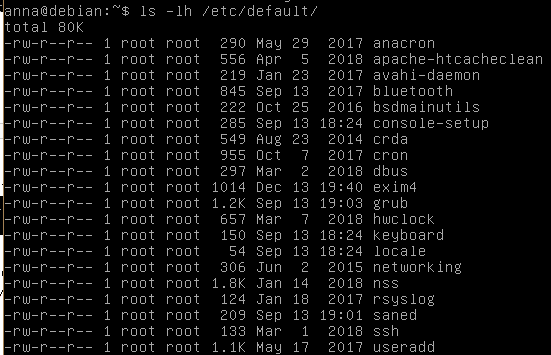 anna@debian:~$ ls -lh /etc/default/
total 80K
-rw-r--r-- 1 root root  290 May 29  2017 anacron
-rw-r--r-- 1 root root  556 Apr  5  2018 apache-htcacheclean
-rw-r--r-- 1 root root  219 Jan 23  2017 avahi-daemon
-rw-r--r-- 1 root root  845 Sep 13  2017 bluetooth
-rw-r--r-- 1 root root  222 Oct 25  2016 bsdmainutils
-rw-r--r-- 1 root root  285 Sep 13 18:24 console-setup
-rw-r--r-- 1 root root  549 Aug 23  2014 crda
-rw-r--r-- 1 root root  955 Oct  7  2017 cron
-rw-r--r-- 1 root root  297 Mar  2  2018 dbus
-rw-r--r-- 1 root root 1014 Dec 13 19:40 exim4
-rw-r--r-- 1 root root 1.2K Sep 13 19:03 grub
-rw-r--r-- 1 root root  657 Mar  7  2018 hwclock
-rw-r--r-- 1 root root  150 Sep 13 18:24 keyboard
-rw-r--r-- 1 root root   54 Sep 13 18:24 locale
-rw-r--r-- 1 root root  306 Jun  2  2015 networking
-rw-r--r-- 1 root root 1.8K Jan 14  2018 nss
-rw-r--r-- 1 root root  124 Jan 18  2017 rsyslog
-rw-r--r-- 1 root root  209 Sep 13 19:01 saned
-rw-r--r-- 1 root root  133 Mar  1  2018 ssh
-rw-r--r-- 1 root root 1.1K May 17  2017 useradd